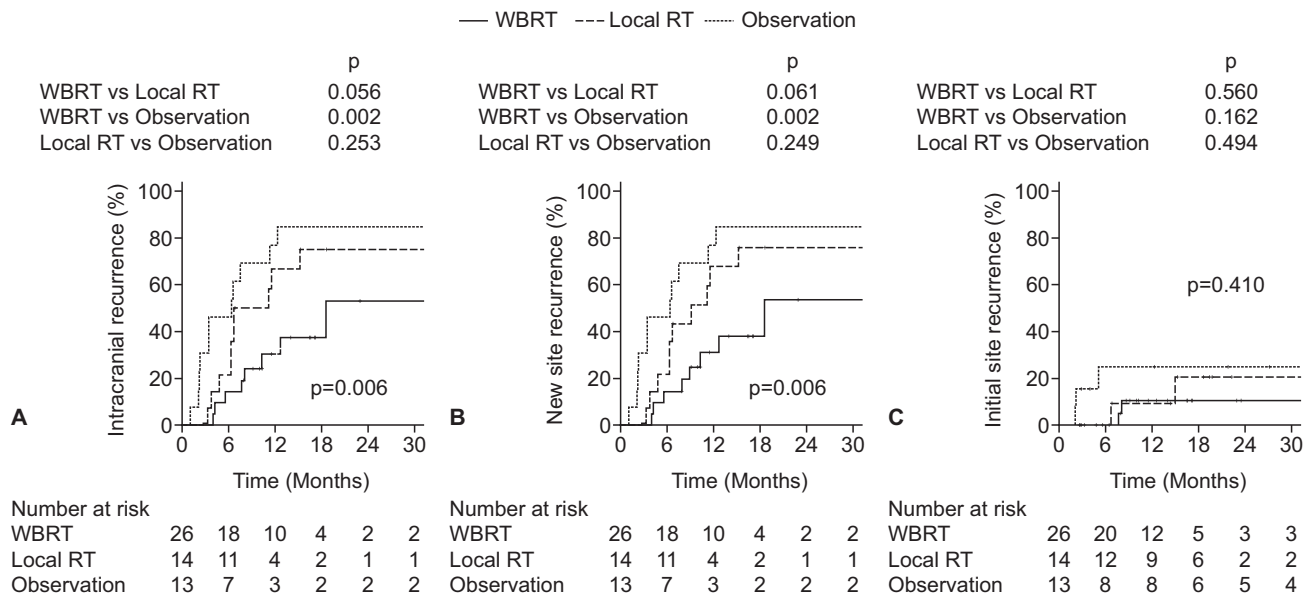 WBRT Local RT Observation
p
WBRT vs Local RT 0.056
WBRT vs Observation 0.002
Local RT vs Observation 0.253
Intracranial recurrence (%)
100
80
60
40
20
0
p=0.006
0 6 12 18 24 30
Time (Months)
A
Number at risk
WBRT 26 18 10 4 2 2
Local RT 14 11 4 2 1 1
Observation 13 7 3 2 2 2
p
WBRT vs Local RT 0.061
WBRT vs Observation 0.002
Local RT vs Observation 0.249
New site recurrence (%)
100
80
60
40
20
0
p=0.006
0 6 12 18 24 30
Time (Months)
B
Number at risk
WBRT 26 18 10 4 2 2
Local RT 14 11 4 2 1 1
Observation 13 7 3 2 2 2
p
WBRT vs Local RT 0.560
WBRT vs Observation 0.162
Local RT vs Observation 0.494
Initial site recurrence (%)
100
80
60
40
20
0
p=0.410
0 6 12 18 24 30
Time (Months)
C
Number at risk
WBRT 26 20 12 5 3 3
Local RT 14 12 9 6 2 2
Observation 13 8 8 6 5 4